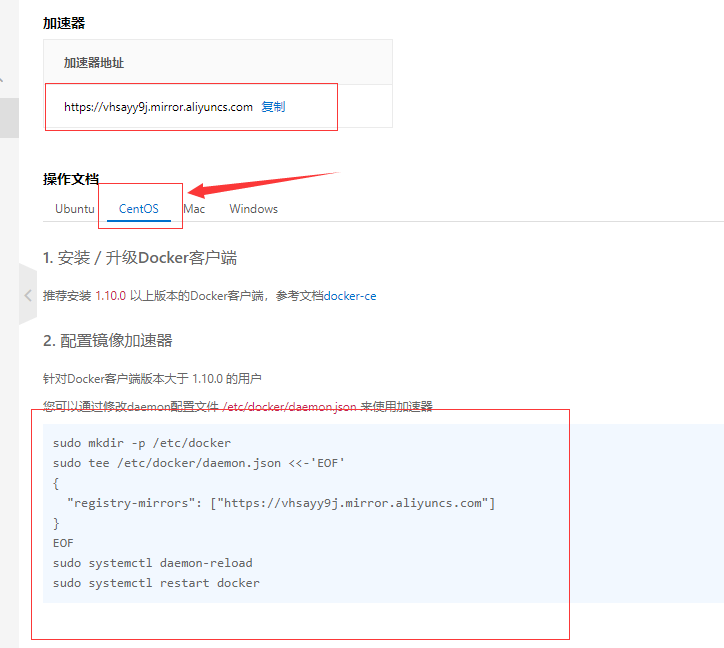 加速器
加速器地址
https://vhsayy9j.mirror.aliyuncs.com 复制
操作文档
Ubuntu CentOS Mac Windows
1. 安装 / 升级Docker客户端
推荐安装 1.10.0 以上版本的Docker客户端，参考文档docker-ce
2. 配置镜像加速器
针对Docker客户端版本大于 1.10.0 的用户
您可以通过修改daemon配置文件 /etc/docker/daemon.json 来使用加速器
sudo mkdir -p /etc/docker
sudo tee /etc/docker/daemon.json <<-'EOF'
{
  "registry-mirrors": ["https://vhsayy9j.mirror.aliyuncs.com"]
}
EOF
sudo systemctl daemon-reload
sudo systemctl restart docker